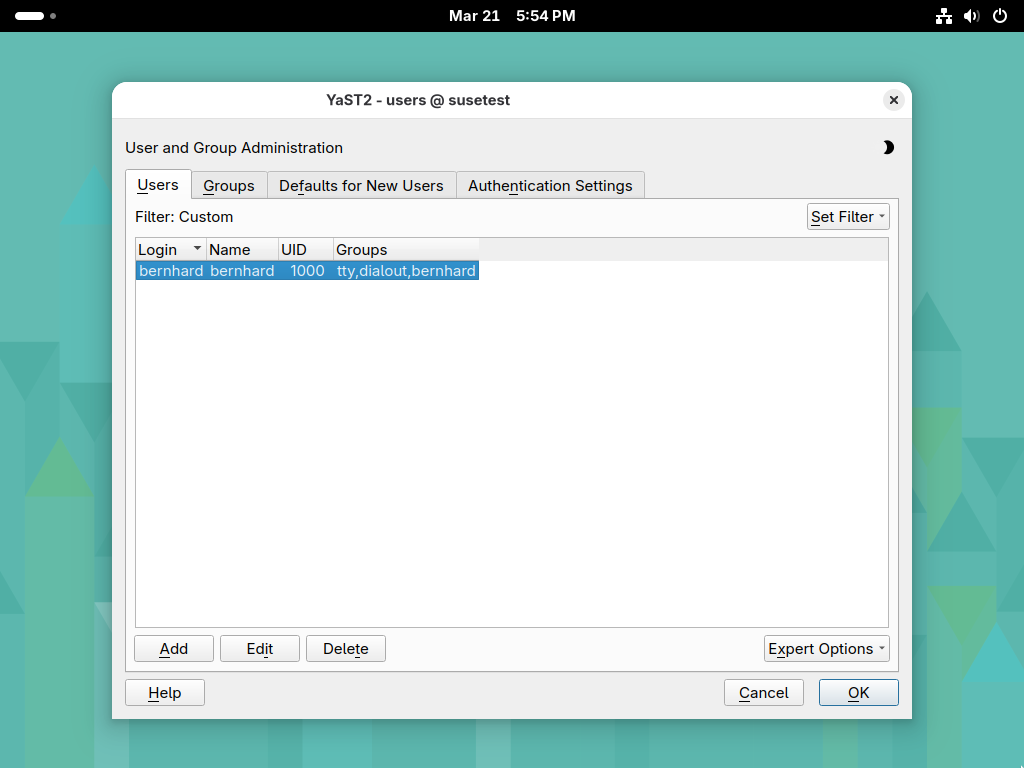 Mar 21 5:54 PM
YaST2 - users @ susetest
User and Group Administration
Users Groups Defaults for New Users Authentication Settings
Filter: Custom Set Filter
Login Name UID Groups
bernhard bernhard 1000 tty,dialout,bernhard
Add Edit Delete Expert Options
Help Cancel OK